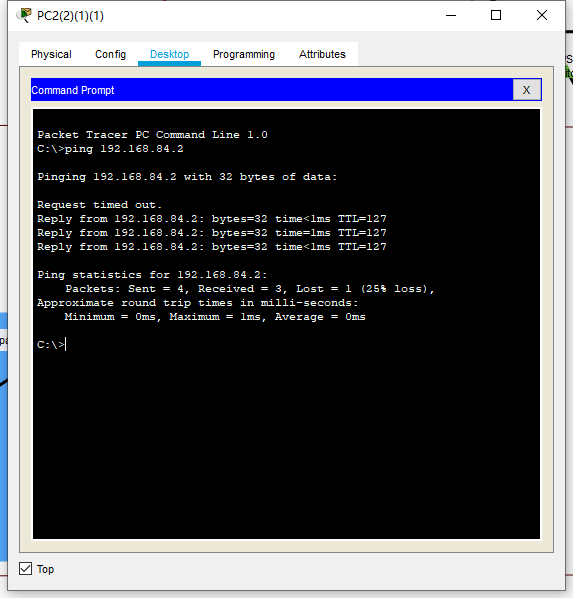 PC2(2)(1)(1)
Physical Config Desktop Programming Attributes
Command Prompt X
Packet Tracer PC Command Line 1.0
C:\>ping 192.168.84.2
Pinging 192.168.84.2 with 32 bytes of data:
Request timed out.
Reply from 192.168.84.2: bytes=32 time<1ms TTL=127
Reply from 192.168.84.2: bytes=32 time=1ms TTL=127
Reply from 192.168.84.2: bytes=32 time<1ms TTL=127
Ping statistics for 192.168.84.2:
Packets: Sent = 4, Received = 3, Lost = 1 (25% loss),
Approximate round trip times in milli-seconds:
Minimum = 0ms, Maximum = 1ms, Average = 0ms
C:\>
Top